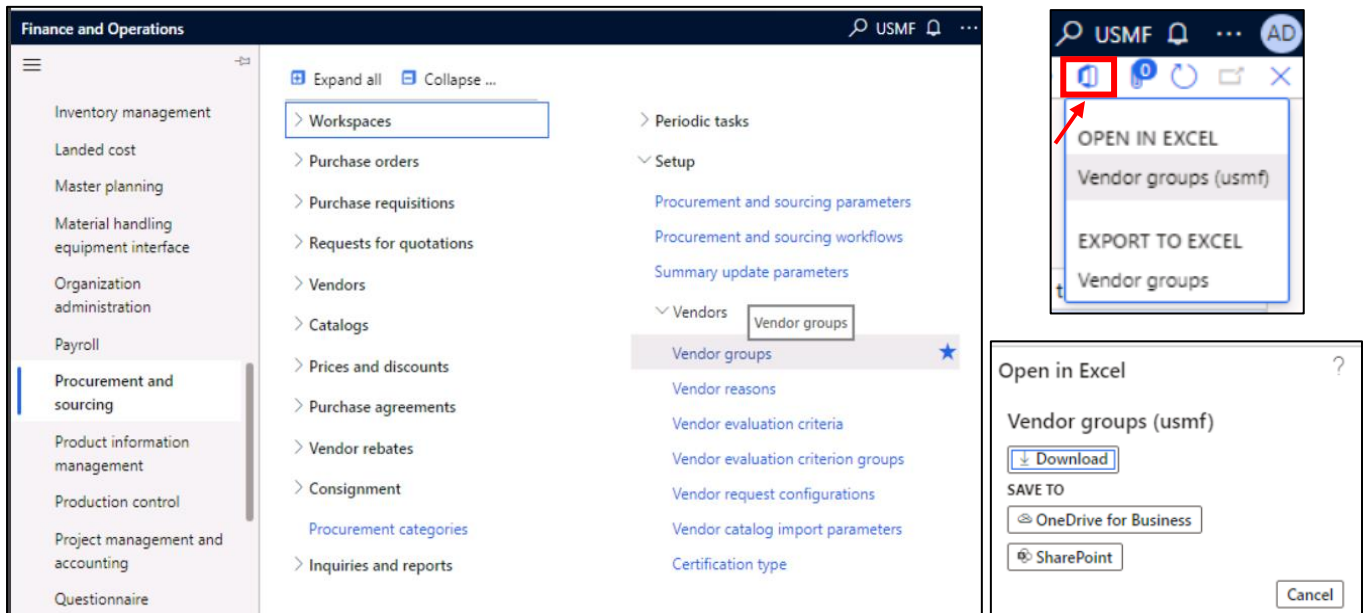 Finance and Operations
USMF
Expand all
Collapse ...
Inventory management
Landed cost
Master planning
Material handling
equipment interface
Organization
administration
Payroll
Procurement and
sourcing
Product information
management
Production control
Project management and
accounting
Questionnaire
Workspaces
Purchase orders
Purchase requisitions
Requests for quotations
Vendors
Catalogs
Prices and discounts
Purchase agreements
Vendor rebates
Consignment
Procurement categories
Inquiries and reports
Periodic tasks
Setup
Procurement and sourcing parameters
Procurement and sourcing workflows
Summary update parameters
Vendors
Vendor groups
Vendor groups
Vendor reasons
Vendor evaluation criteria
Vendor evaluation criterion groups
Vendor request configurations
Vendor catalog import parameters
Certification type
USMF ... AD
0
OPEN IN EXCEL
Vendor groups (usmf)
EXPORT TO EXCEL
Vendor groups
t
Open in Excel ?
Vendor groups (usmf)
Download
SAVE TO
OneDrive for Business
SharePoint
Cancel